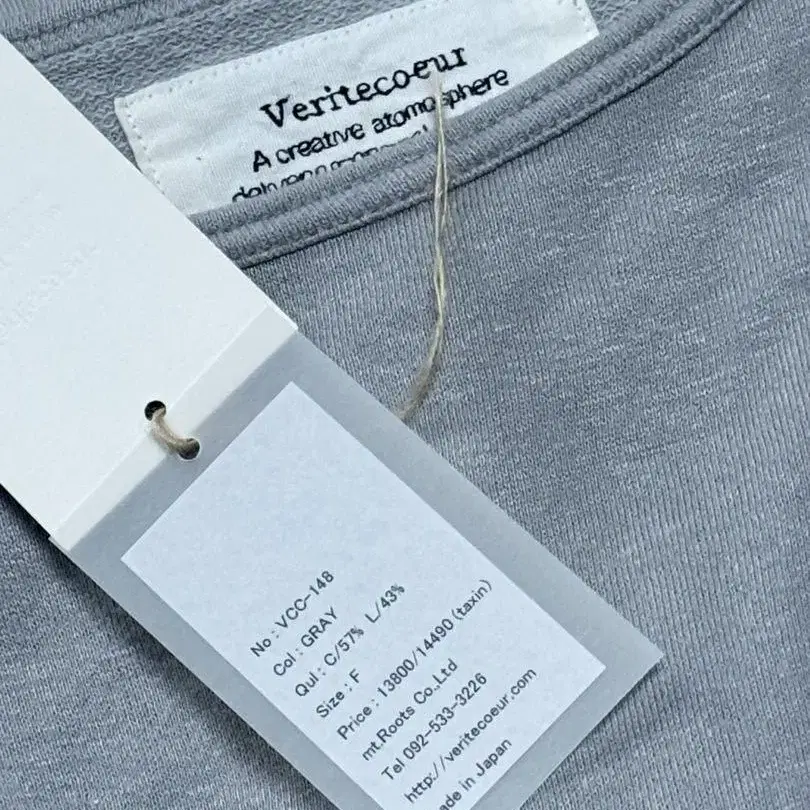 Veritecoeur
A creative atomosphere
No : VCC-148
Col : GRAY
Qul : C/57% L/43%
Size : F
Price : 13800/14490 (taxin)
mt.Roots Co.,Ltd
Tel 092-533-3226
http://veritecoeur.com
ade in Japan